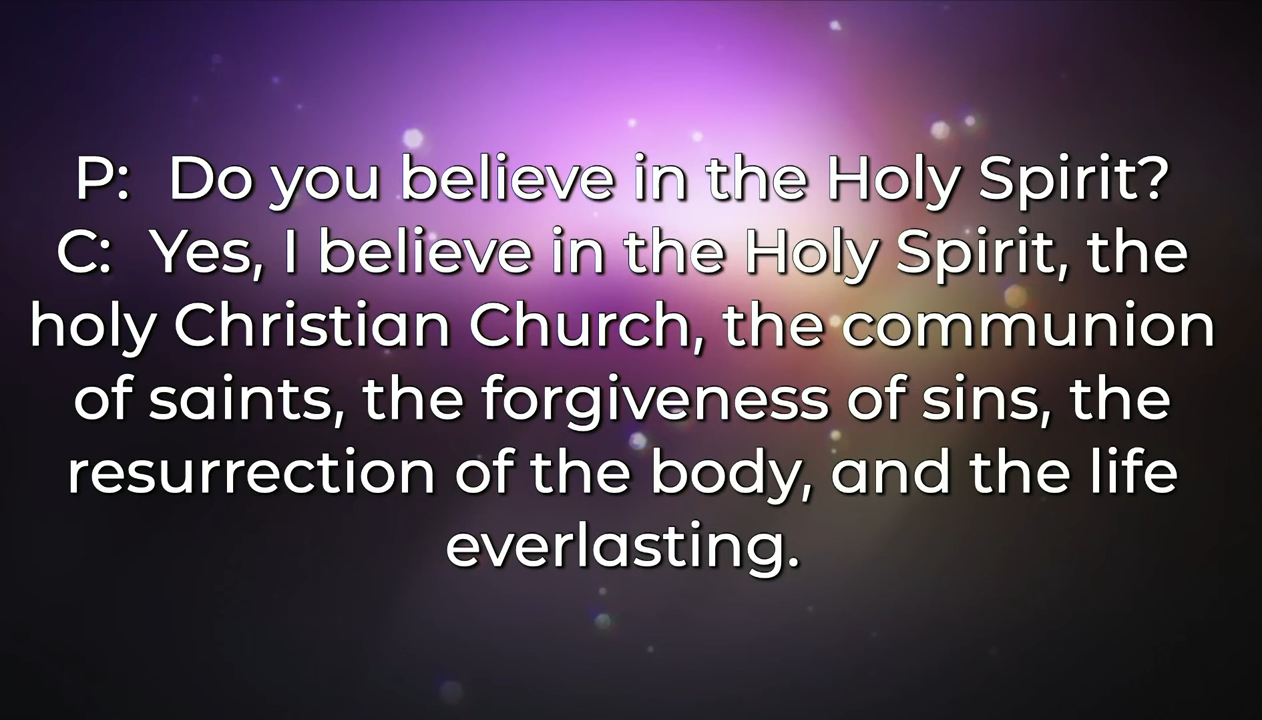 P: Do you believe in the Holy Spirit?
C: Yes, I believe in the Holy Spirit, the
holy Christian Church, the communion
of saints, the forgiveness of sins, the
resurrection of the body, and the life
everlasting.